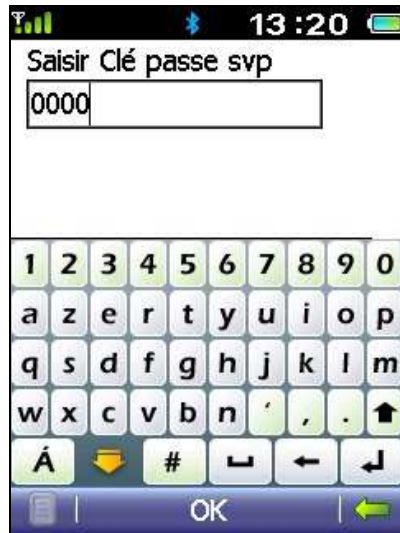 13:20
Saisir Clé passe svp
0000
1 2 3 4 5 6 7 8 9 0
a z e r t y u i o p
q s d f g h j k l m
w x c v b n ' , .
Á #
OK